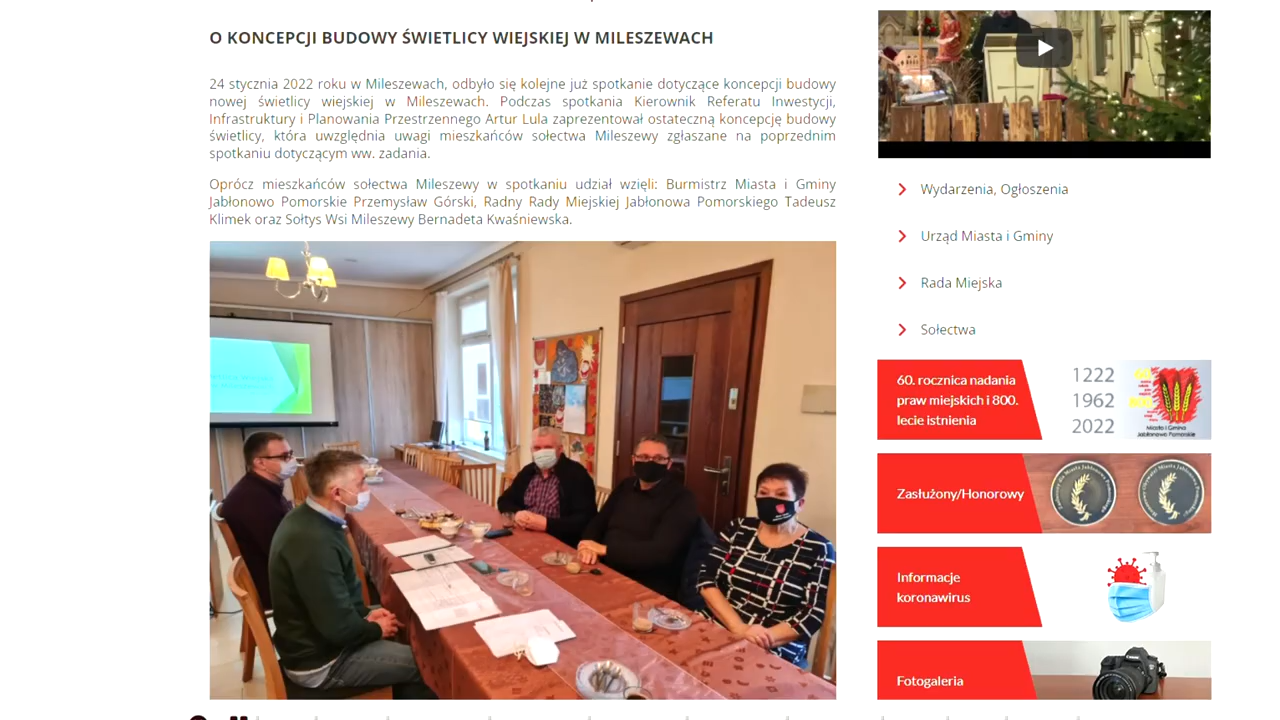 O KONCEPCJI BUDOWY ŚWIETLICY WIEJSKIEJ W MILESZEWACH
24 stycznia 2022 roku w Mileszewach, odbyło się kolejne już spotkanie dotyczące koncepcji budowy
nowej świetlicy wiejskiej w Mileszewach. Podczas spotkania Kierownik Referatu Inwestycji,
Infrastruktury i Planowania Przestrzennego Artur Lula zaprezentował ostateczną koncepcję budowy
świetlicy, która uwzględnia uwagi mieszkańców sołectwa Mileszewy zgłaszane na poprzednim
spotkaniu dotyczącym ww. zadania.
Oprócz mieszkańców sołectwa Mileszewy w spotkaniu udział wzięli: Burmistrz Miasta i Gminy
Jabłonowo Pomorskie Przemysław Górski, Radny Rady Miejskiej Jabłonowa Pomorskiego Tadeusz
Klimek oraz Sołtys Wsi Mileszewy Bernadeta Kwaśniewska.
Wydarzenia, Ogłoszenia
Urząd Miasta i Gminy
Rada Miejska
Sołectwa
60. rocznica nadania
praw miejskich i 800.
lecie istnienia
1222
1962
2022
Miasto i Gmina
Jabłonowo Pomorskie
Zasłużony/Honorowy
Informacje
koronawirus
Fotogaleria